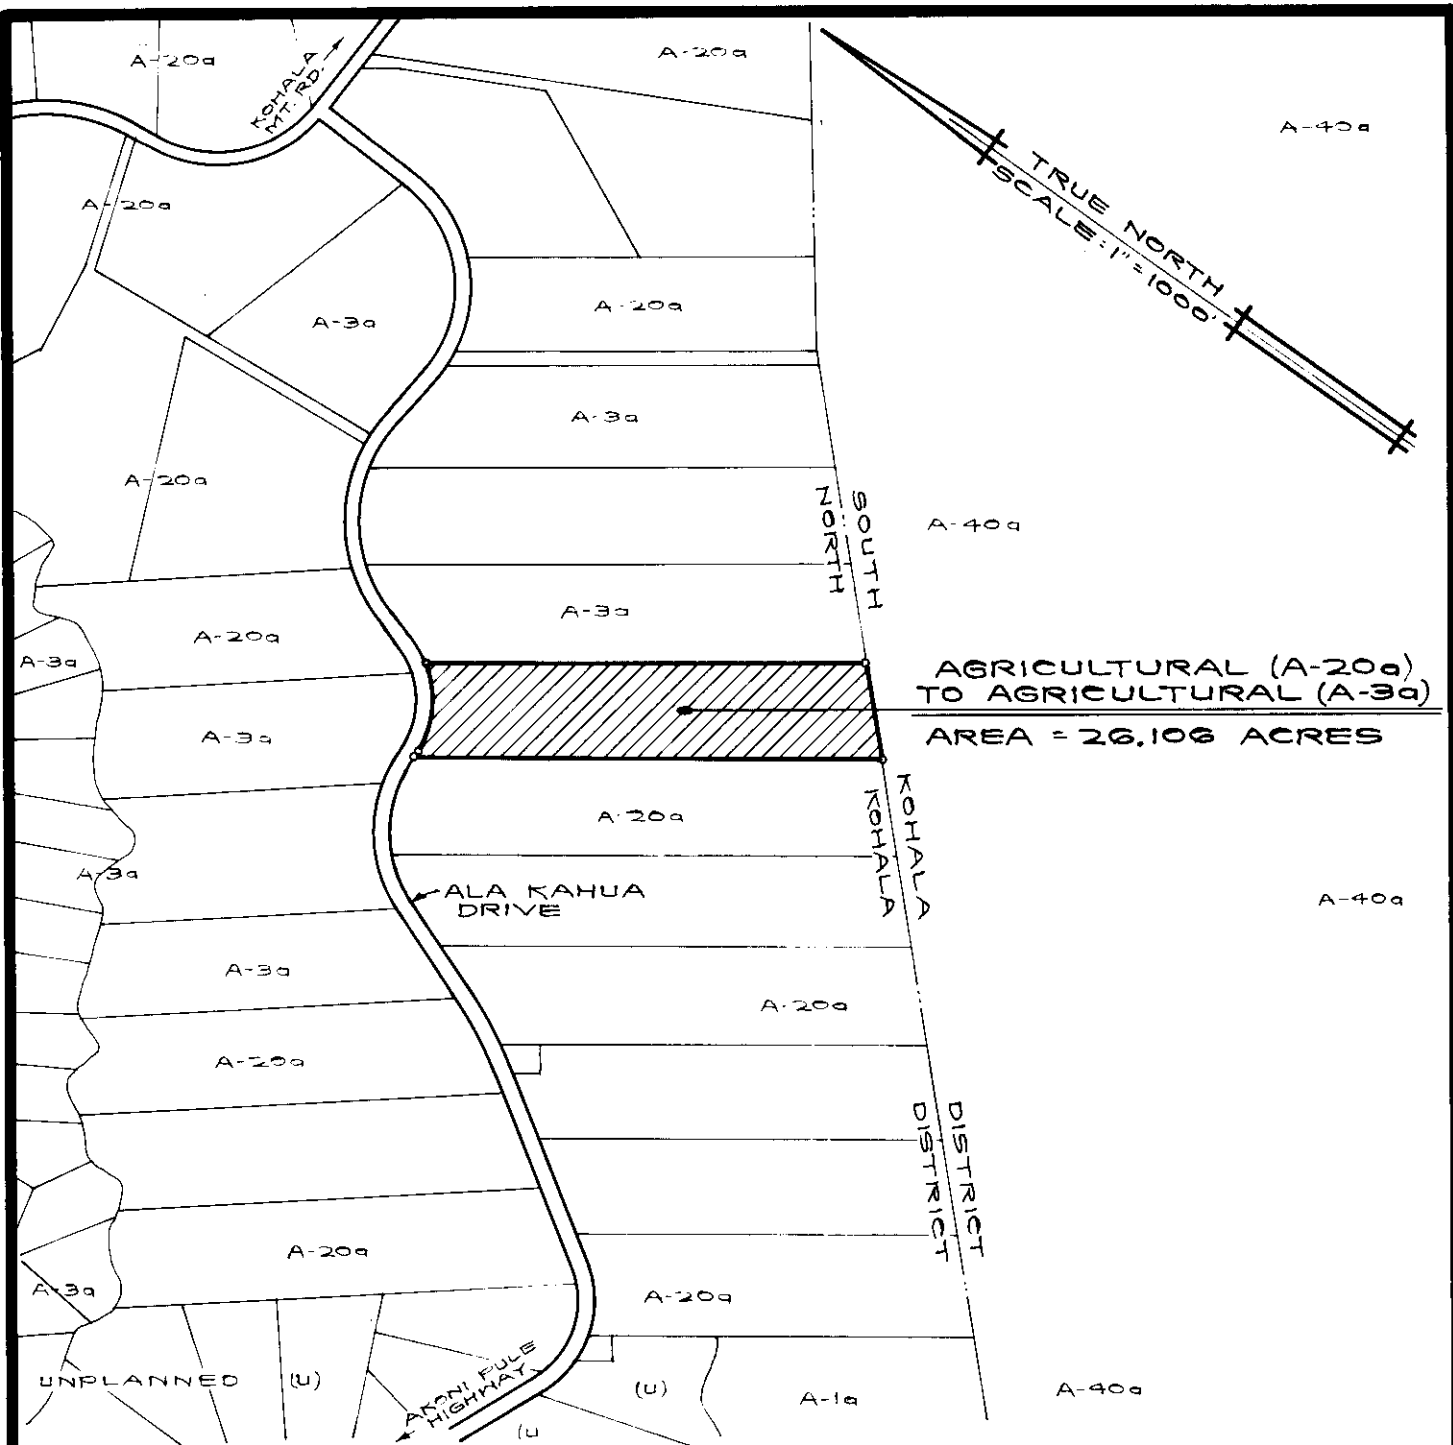 A-20a
A-20a
KOHALA
MT. RD.
A-40a
TRUE NORTH
SCALE: 1" = 1000'
A-20a
A-3a
A-20a
A-3a
A-20a
NORTH
SOUTH
A-40a
A-3a
A-20a
A-3a
AGRICULTURAL (A-20a)
TO AGRICULTURAL (A-3a)
AREA = 26.106 ACRES
A-3a
A-20a
KOHALA
KOHALA
A-3a
ALA KAHUA
DRIVE
A-40a
A-3a
A-20a
A-20a
DISTRICT
DISTRICT
A-20a
A-3a
A-20a
UNPLANNED (U)
AKONI PULE
HIGHWAY
(U)
A-1a
A-40a
(U